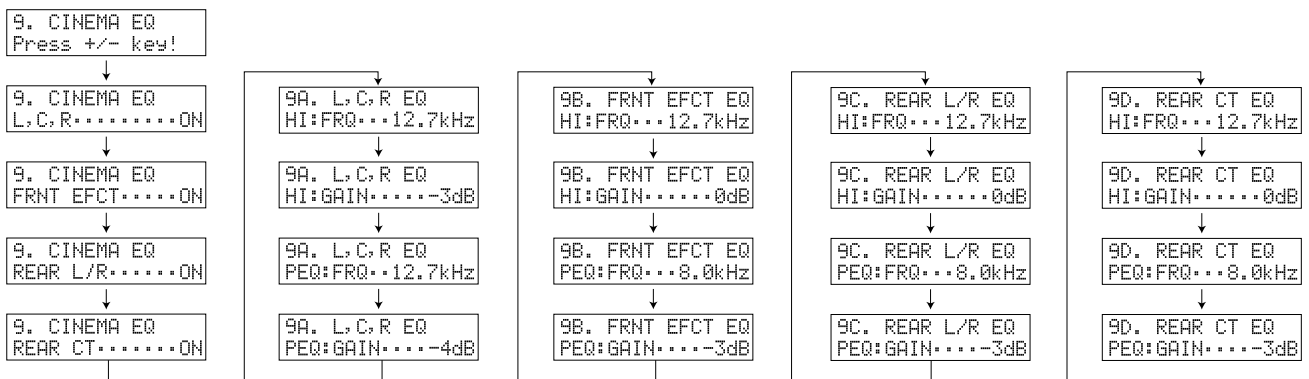 9. CINEMA EQ
Press +/- key!
9. CINEMA EQ
L,C,R·········ON
9. CINEMA EQ
FRNT EFCT·····ON
9. CINEMA EQ
REAR L/R······ON
9. CINEMA EQ
REAR CT·······ON
9A. L,C,R EQ
HI:FRQ···12.7kHz
9A. L,C,R EQ
HI:GAIN·····-3dB
9A. L,C,R EQ
PEQ:FRQ··12.7kHz
9A. L,C,R EQ
PEQ:GAIN····-4dB
9B. FRNT EFCT EQ
HI:FRQ···12.7kHz
9B. FRNT EFCT EQ
HI:GAIN······0dB
9B. FRNT EFCT EQ
PEQ:FRQ···8.0kHz
9B. FRNT EFCT EQ
PEQ:GAIN····-3dB
9C. REAR L/R EQ
HI:FRQ···12.7kHz
9C. REAR L/R EQ
HI:GAIN······0dB
9C. REAR L/R EQ
PEQ:FRQ···8.0kHz
9C. REAR L/R EQ
PEQ:GAIN····-3dB
9D. REAR CT EQ
HI:FRQ···12.7kHz
9D. REAR CT EQ
HI:GAIN······0dB
9D. REAR CT EQ
PEQ:FRQ···8.0kHz
9D. REAR CT EQ
PEQ:GAIN····-3dB